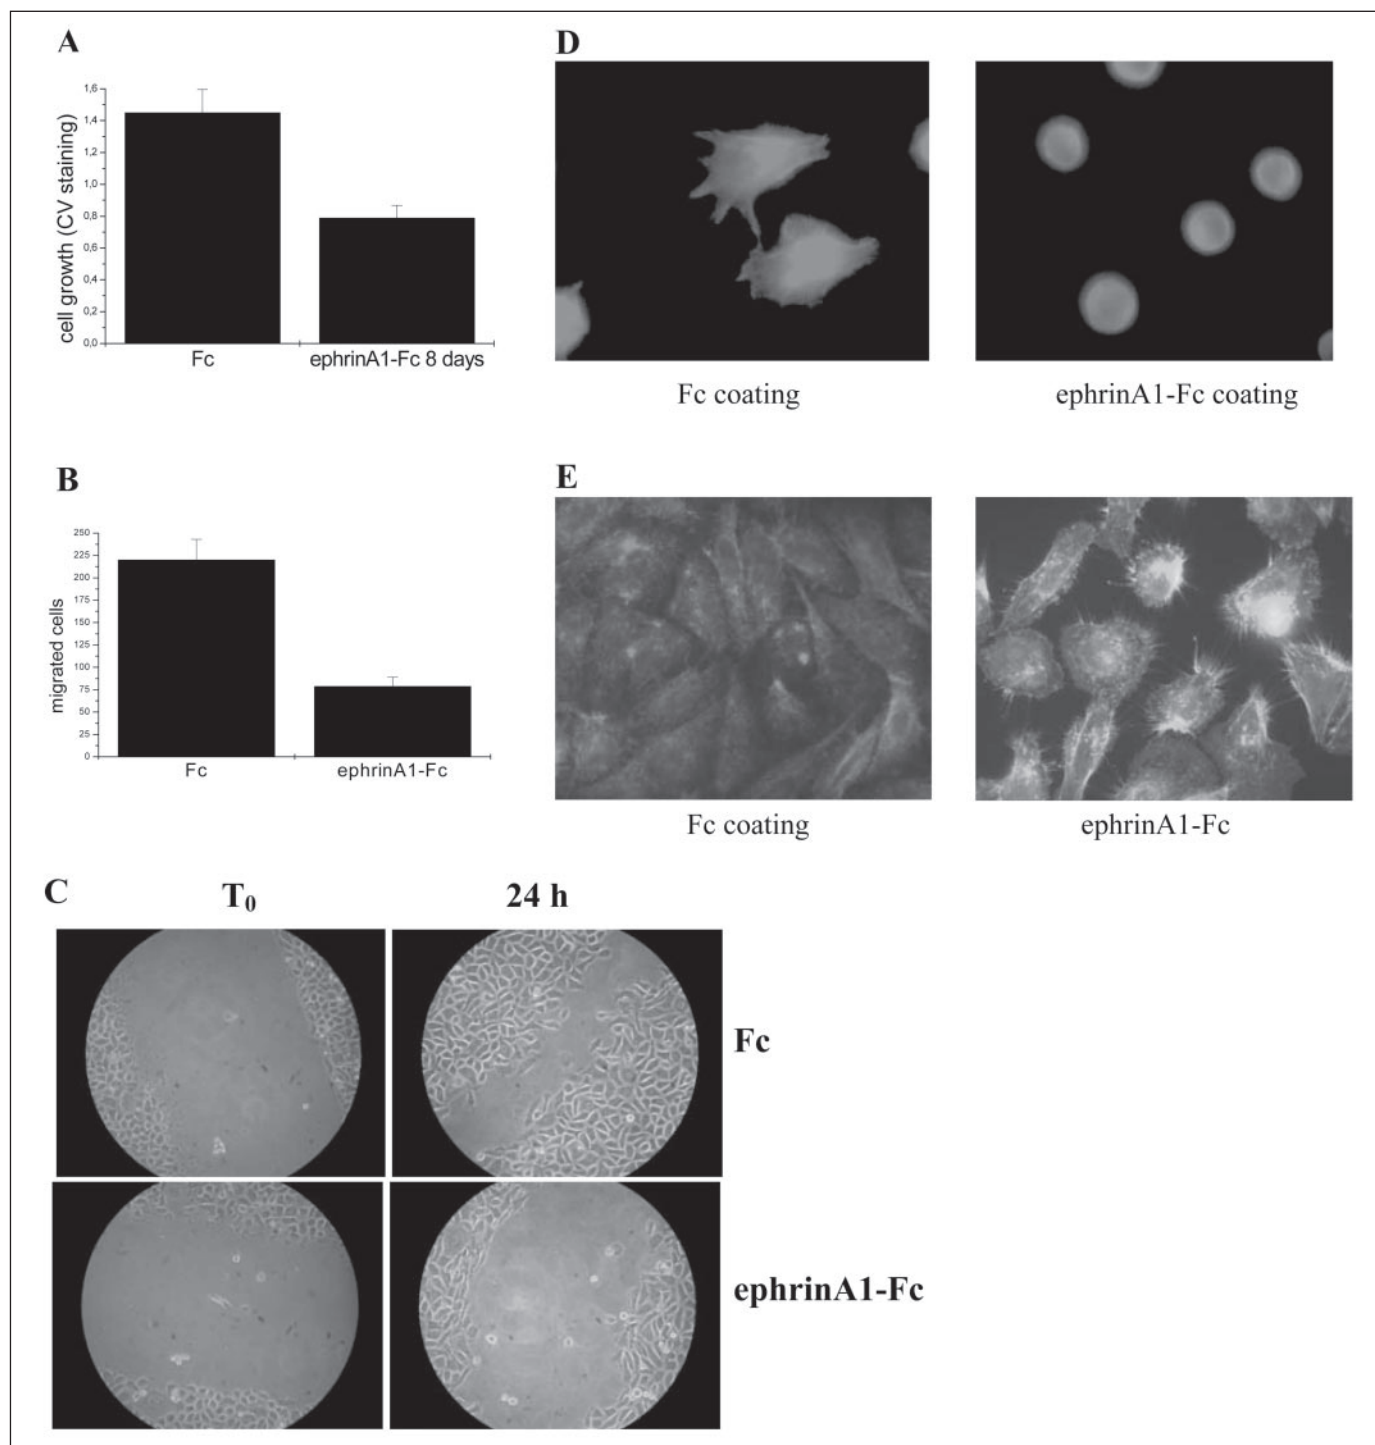 A
cell growth (CV staining)
1,6
1,4
1,2
1,0
0,8
0,6
0,4
0,2
0,0
Fc
ephrinA1-Fc 8 days
B
migrated cells
250
225
200
175
150
125
100
75
50
25
0
Fc
ephrinA1-Fc
C
T₀
24 h
Fc
ephrinA1-Fc
D
Fc coating
ephrinA1-Fc coating
E
Fc coating
ephrinA1-Fc